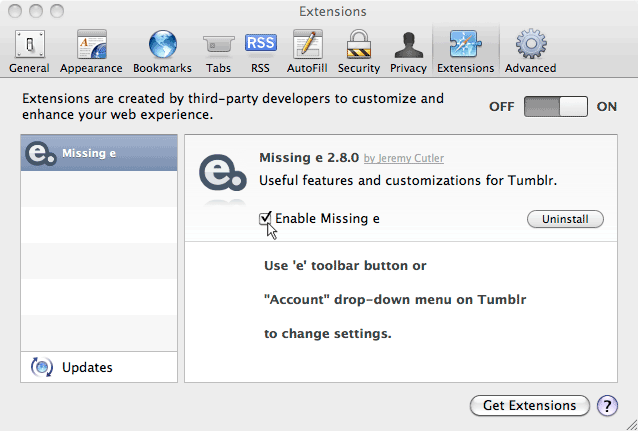 Extensions
General Appearance Bookmarks Tabs RSS AutoFill Security Privacy Extensions Advanced
RSS
Extensions are created by third-party developers to customize and
enhance your web experience.
OFF ON
e. Missing e
Updates
e.
Missing e 2.8.0 by Jeremy Cutler
Useful features and customizations for Tumblr.
Enable Missing e
Uninstall
Use 'e' toolbar button or
"Account" drop-down menu on Tumblr
to change settings.
Get Extensions ?